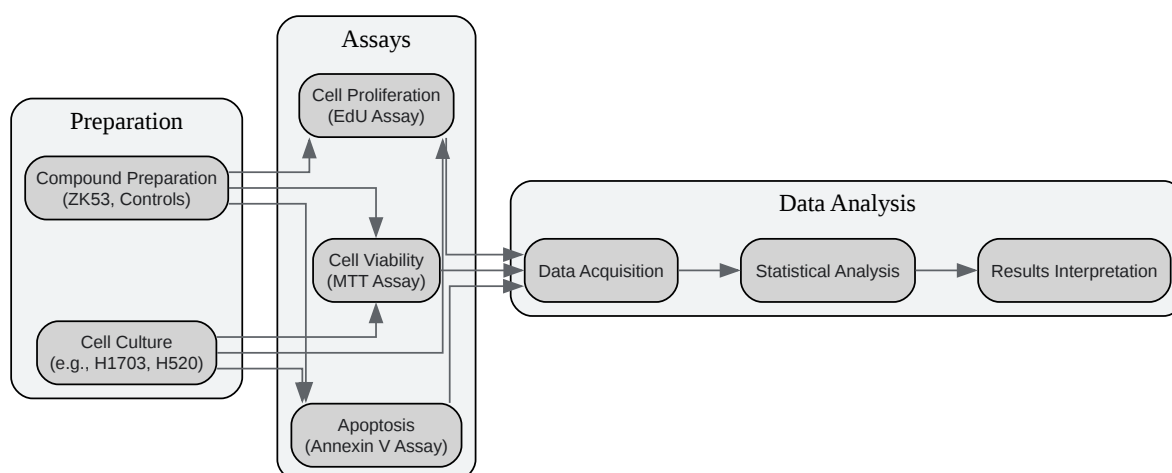 Preparation
Compound Preparation
(ZK53, Controls)
Cell Culture
(e.g., H1703, H520)
Assays
Cell Proliferation
(EdU Assay)
Cell Viability
(MTT Assay)
Apoptosis
(Annexin V Assay)
Data Analysis
Data Acquisition
Statistical Analysis
Results Interpretation